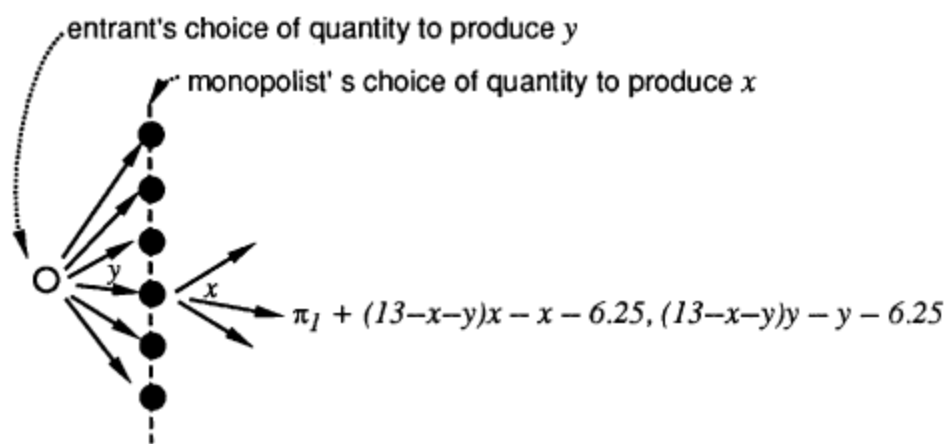 entrant's choice of quantity to produce y
monopolist' s choice of quantity to produce x
y
x
π₁ + (13–x–y)x – x – 6.25, (13–x–y)y – y – 6.25